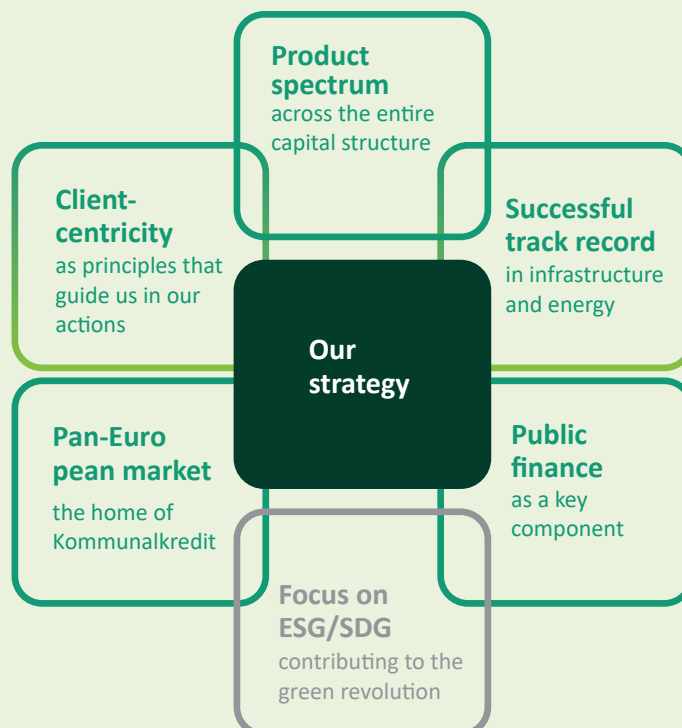 Product
spectrum
across the entire
capital structure
Client-
centricity
as principles that
guide us in our
actions
Successful
track record
in infrastructure
and energy
Our
strategy
Pan-Euro
pean market
the home of
Kommunalkredit
Public
finance
as a key
component
Focus on
ESG/SDG
contributing to the
green revolution